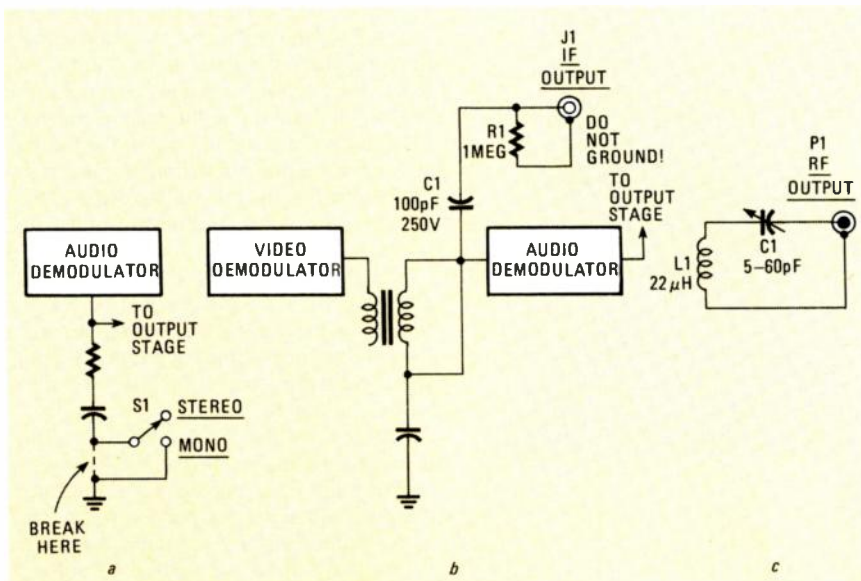 J1
IF
OUTPUT
R1
1MEG
DO
NOT
GROUND!
C1
100pF
250V
TO
OUTPUT
STAGE
P1
RF
OUTPUT
AUDIO
DEMODULATOR
VIDEO
OEMODULATOR
AUDIO
DEMODULATOR
L1
22µH
C1
5–60pF
TO
OUTPUT
STAGE
S1
STEREO
MONO
BREAK
HERE
a
b
c